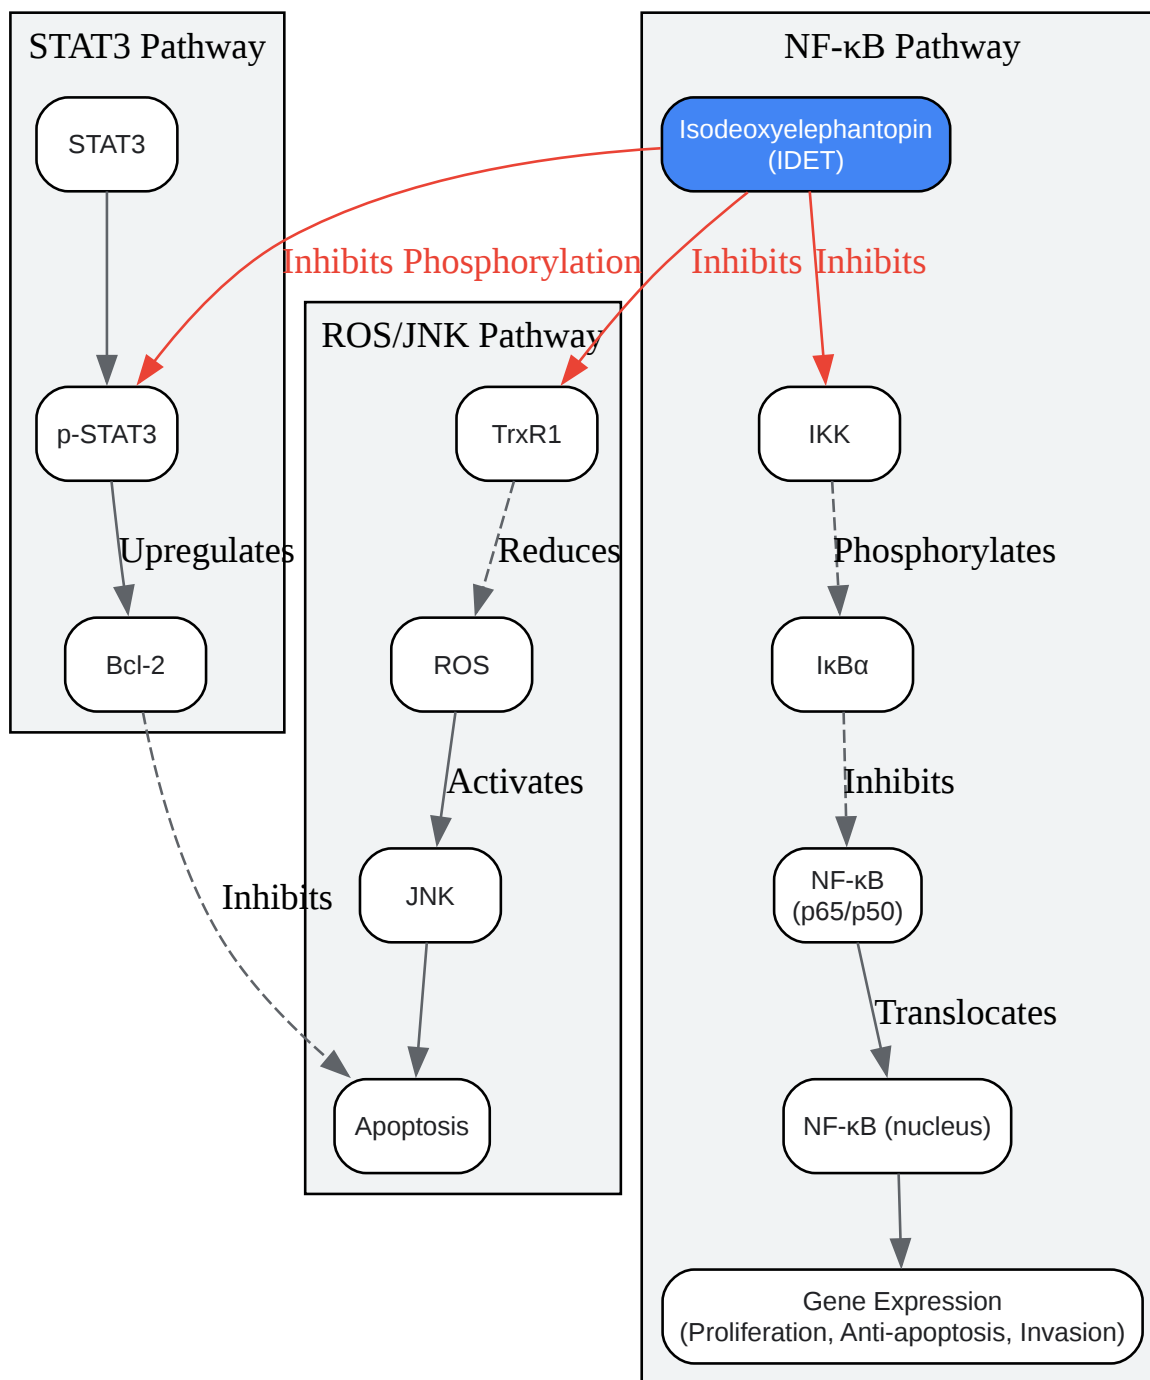 STAT3 Pathway
NF-κB Pathway
STAT3
Isodeoxyelephantopin
(IDET)
Inhibits Phosphorylation
Inhibits
Inhibits
ROS/JNK Pathway
p-STAT3
TrxR1
IKK
Upregulates
Reduces
Phosphorylates
Bcl-2
ROS
IκBα
Activates
Inhibits
Inhibits
JNK
NF-κB
(p65/p50)
Translocates
Apoptosis
NF-κB (nucleus)
Gene Expression
(Proliferation, Anti-apoptosis, Invasion)